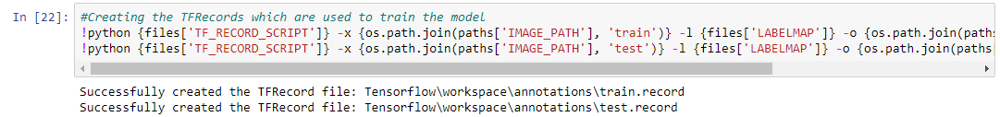 In [22]: #Creating the TFRecords which are used to train the model
!python {files['TF_RECORD_SCRIPT']} -x {os.path.join(paths['IMAGE_PATH'], 'train')} -l {files['LABELMAP']} -o {os.path.join(paths
!python {files['TF_RECORD_SCRIPT']} -x {os.path.join(paths['IMAGE_PATH'], 'test')} -l {files['LABELMAP']} -o {os.path.join(paths[
Successfully created the TFRecord file: Tensorflow\workspace\annotations\train.record
Successfully created the TFRecord file: Tensorflow\workspace\annotations\test.record